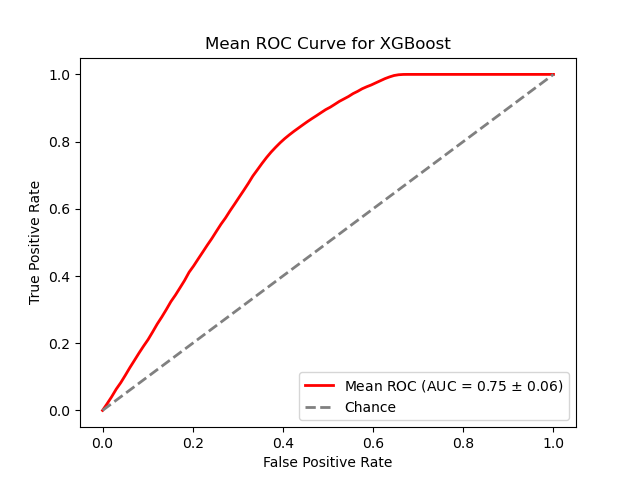 Mean ROC Curve for XGBoost
True Positive Rate
1.0
0.8
0.6
0.4
0.2
0.0
Mean ROC (AUC = 0.75 ± 0.06)
Chance
0.0 0.2 0.4 0.6 0.8 1.0
False Positive Rate